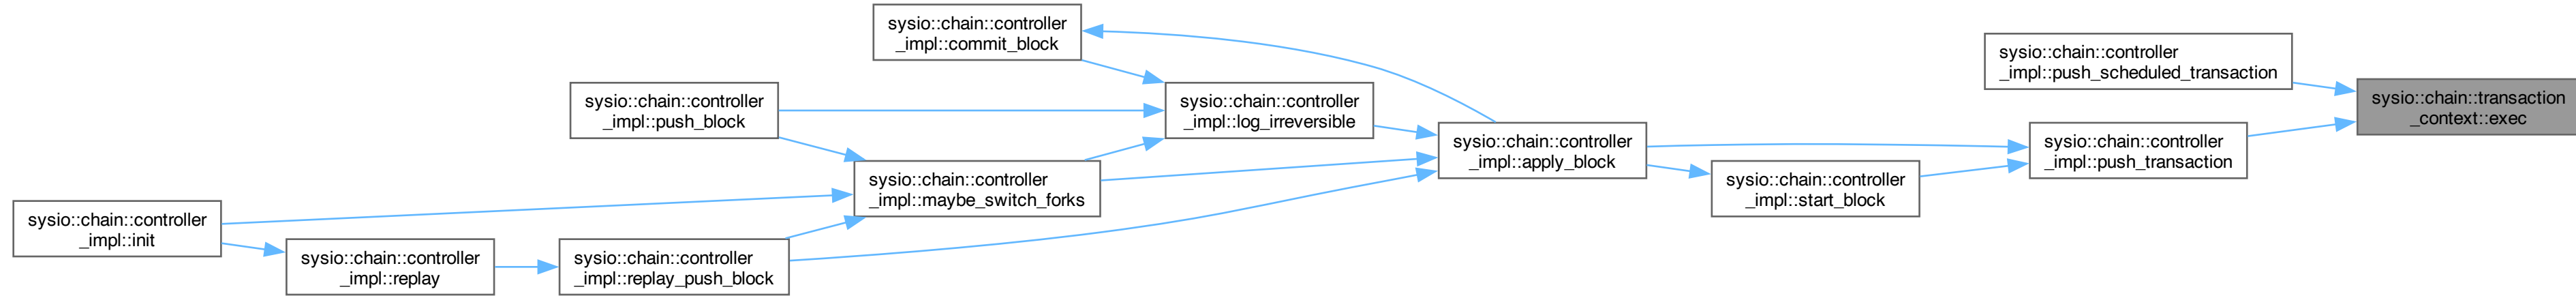 sysio::chain::controller
_impl::commit_block
sysio::chain::controller
_impl::push_scheduled_transaction
sysio::chain::transaction
_context::exec
sysio::chain::controller
_impl::push_block
sysio::chain::controller
_impl::log_irreversible
sysio::chain::controller
_impl::apply_block
sysio::chain::controller
_impl::push_transaction
sysio::chain::controller
_impl::maybe_switch_forks
sysio::chain::controller
_impl::start_block
sysio::chain::controller
_impl::init
sysio::chain::controller
_impl::replay
sysio::chain::controller
_impl::replay_push_block